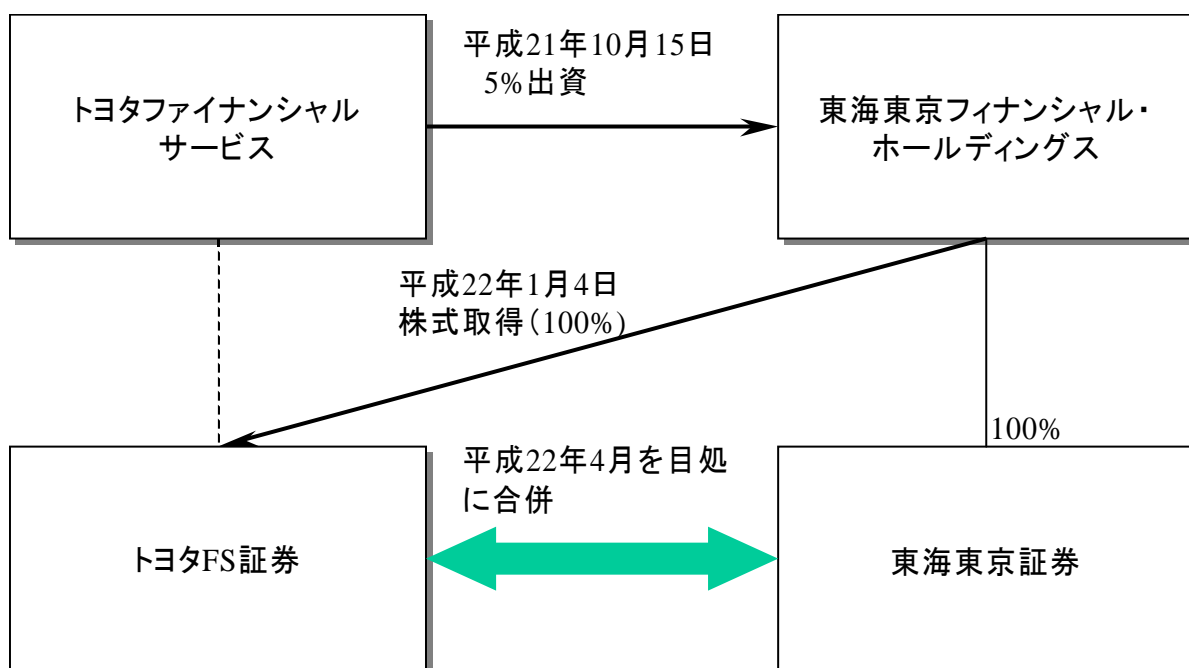 平成21年10月15日
5%出資
トヨタファイナンシャル
サービス
東海東京フィナンシャル・
ホールディングス
平成22年1月4日
株式取得(100%)
100%
平成22年4月を目処
に合併
トヨタFS証券
東海東京証券